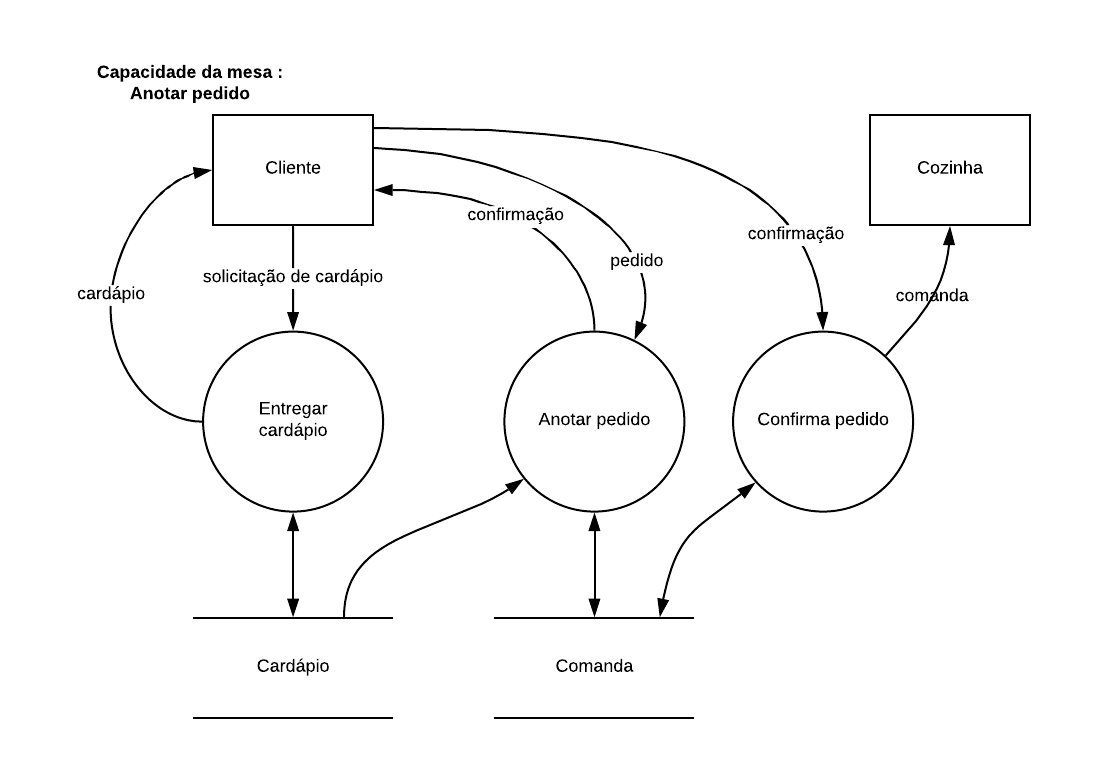 Capacidade da mesa :
Anotar pedido
Cliente
Cozinha
confirmação
confirmação
pedido
solicitação de cardápio
cardápio
comanda
Entregar
cardápio
Anotar pedido
Confirma pedido
Cardápio
Comanda